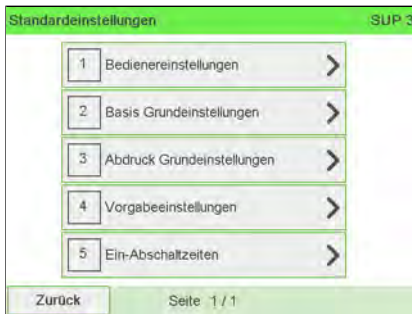 Standardeinstellungen SUP 3
1 Bedienereinstellungen
2 Basis Grundeinstellungen
3 Abdruck Grundeinstellungen
4 Vorgabeeinstellungen
5 Ein-Abschaltzeiten
Zurück Seite 1 / 1